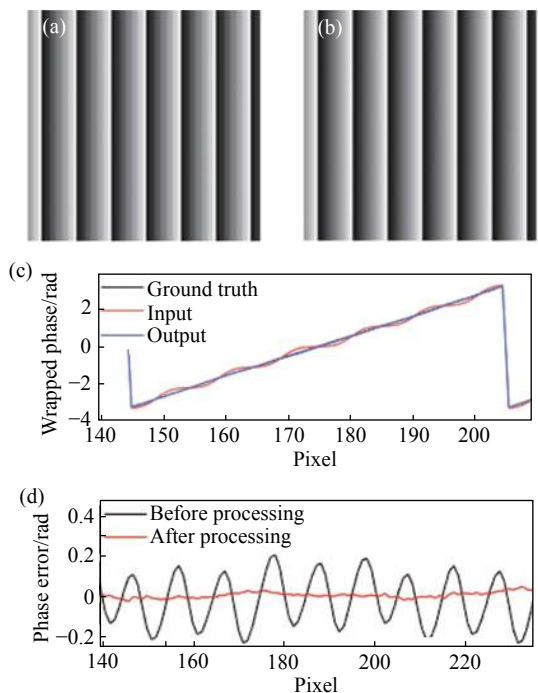 (a)
(b)
(c)
Wrapped phase/rad
2
0
−2
−4
Ground truth
Input
Output
140 150 160 170 180 190 200
Pixel
(d)
Phase error/rad
0.4
0.2
0
−0.2
Before processing
After processing
140 160 180 200 220
Pixel